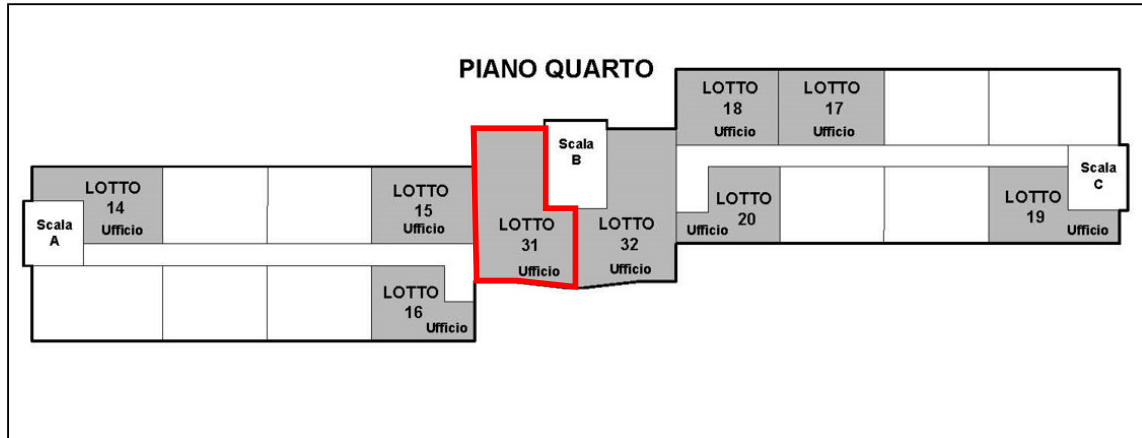 PIANO QUARTO
LOTTO
18
Ufficio
LOTTO
17
Ufficio
Scala
B
Scala
C
LOTTO
14
Ufficio
LOTTO
15
Ufficio
LOTTO
20
Ufficio
LOTTO
19
Ufficio
Scala
A
LOTTO
31
Ufficio
LOTTO
32
Ufficio
LOTTO
16
Ufficio